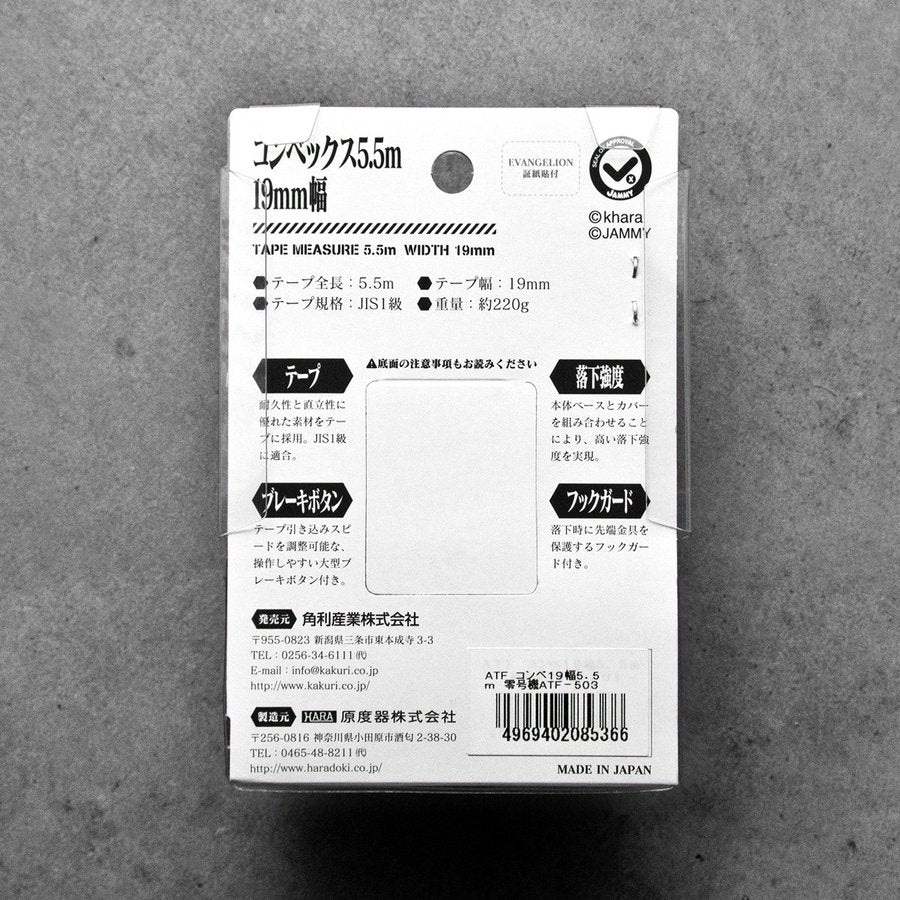 コンベックス5.5m
19mm幅
TAPE MEASURE 5.5m WIDTH 19mm
EVANGELION
証紙貼付
SEAL OF APPROVAL
JAMMY
©khara
©JAMMY
テープ全長：5.5m
テープ幅：19mm
テープ規格：JIS1級
重量：約220g
⚠底面の注意事項もお読みください
テープ
耐久性と直立性に
優れた素材をテー
プに採用。JIS1級
に適合。
落下強度
本体ベースとカバー
を組み合わせること
により、高い落下強
度を実現。
ブレーキボタン
テープ引き込みスピ
ードを調整可能な、
操作しやすい大型ブ
レーキボタン付き。
フックガード
落下時に先端金具を
保護するフックガー
ド付き。
発売元 角利産業株式会社
〒955-0823 新潟県三条市東本成寺 3-3
TEL：0256-34-6111㈹
E-mail：info@kakuri.co.jp
http://www.kakuri.co.jp/
製造元 HARA 原度器株式会社
〒256-0816 神奈川県小田原市酒匂 2-38-30
TEL：0465-48-8211㈹
http://www.haradoki.co.jp/
ATF コンベ19幅5.5
m 零号機ATF-503
4969402085366
MADE IN JAPAN